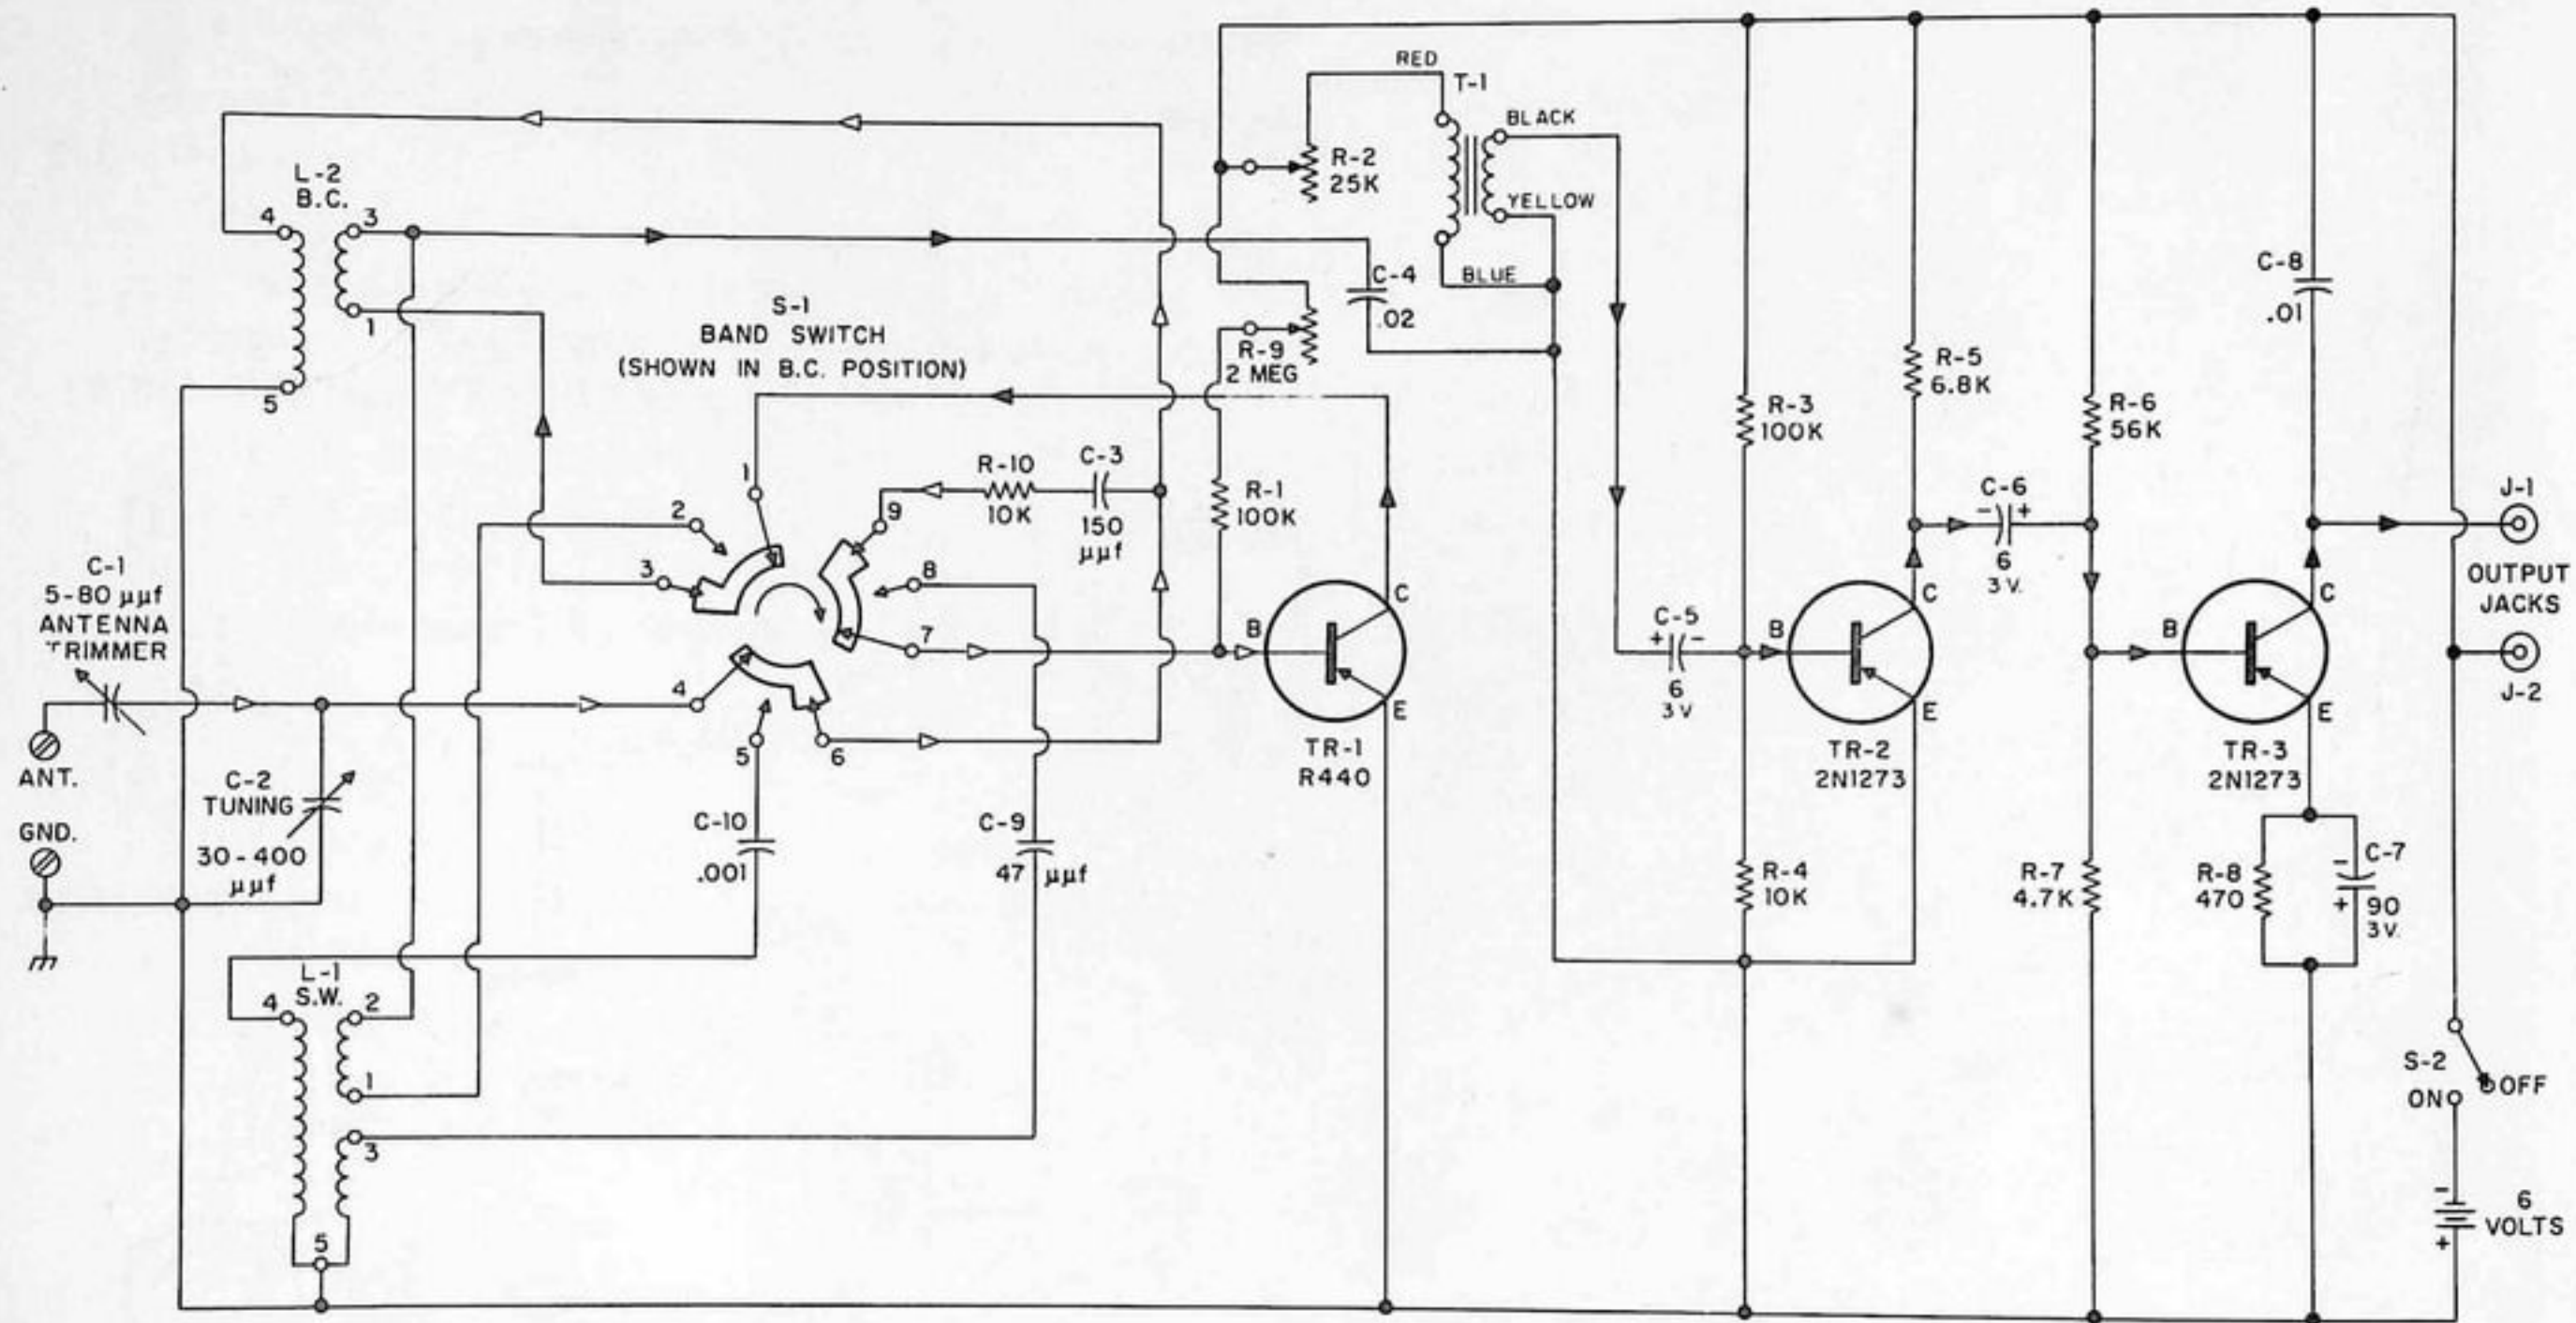 RED
T-1
BLACK
YELLOW
BLUE
R-2
25K
L-2
B.C.
4
3
1
5
C-4
.02
C-8
.01
S-1
BAND SWITCH
(SHOWN IN B.C. POSITION)
R-9
2 MEG
R-3
100K
R-5
6.8K
R-6
56K
1
2
3
4
5
6
7
8
9
R-10
10K
C-3
150
µµf
R-1
100K
C-6
- +
6
3V.
J-1
OUTPUT
JACKS
J-2
C-1
5-80 µµf
ANTENNA
TRIMMER
ANT.
GND.
C-2
TUNING
30-400
µµf
B
C
E
TR-1
R440
C-5
+ -
6
3V
B
C
E
TR-2
2N1273
B
C
E
TR-3
2N1273
C-10
.001
C-9
47 µµf
R-4
10K
R-7
4.7K
R-8
470
C-7
-
+
90
3V.
L-1
S.W.
4
2
1
3
5
S-2
ON
OFF
-
6
VOLTS
+